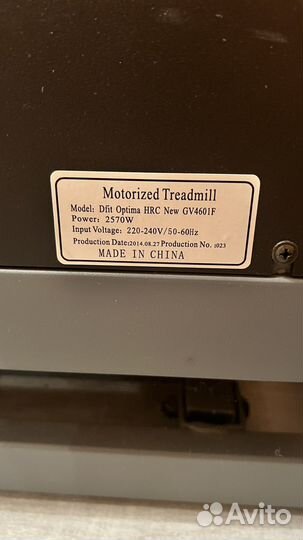 Motorized Treadmill
Model: Dfit Optima HRC New GV4601F
Power: 2570W
Input Voltage: 220-240V/50-60Hz
Production Date:2014.08.27 Production No.:023
MADE IN CHINA
Avito